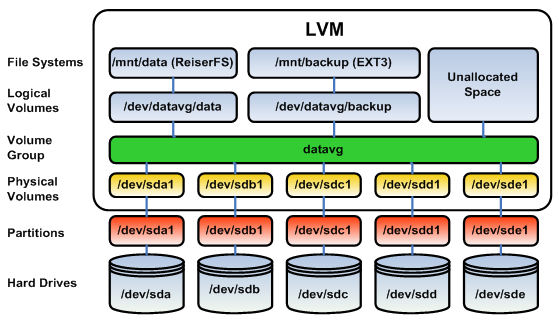 LVM
File Systems
/mnt/data (ReiserFS)
/mnt/backup (EXT3)
Unallocated
Space
Logical
Volumes
/dev/datavg/data
/dev/datavg/backup
Volume
Group
datavg
Physical
Volumes
/dev/sda1
/dev/sdb1
/dev/sdc1
/dev/sdd1
/dev/sde1
Partitions
/dev/sda1
/dev/sdb1
/dev/sdc1
/dev/sdd1
/dev/sde1
Hard Drives
/dev/sda
/dev/sdb
/dev/sdc
/dev/sdd
/dev/sde